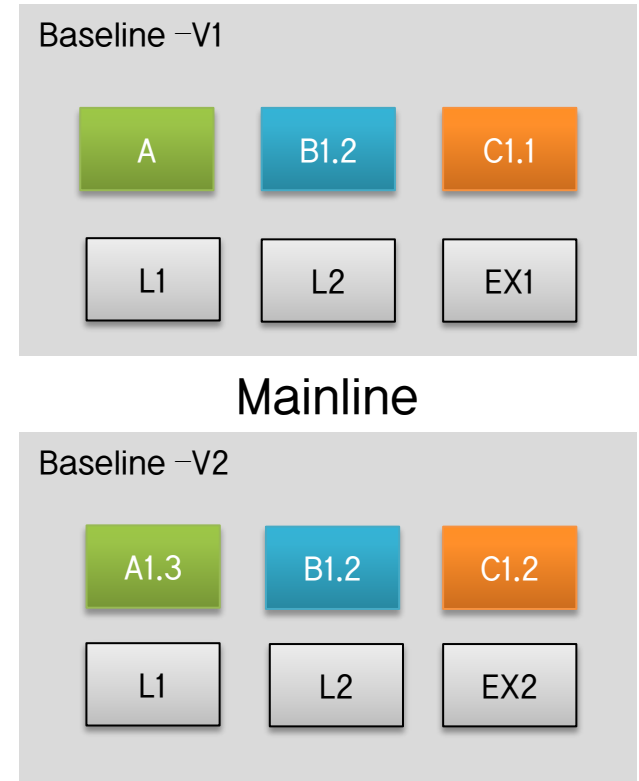 Baseline –V1
A B1.2 C1.1
L1 L2 EX1
Mainline
Baseline –V2
A1.3 B1.2 C1.2
L1 L2 EX2